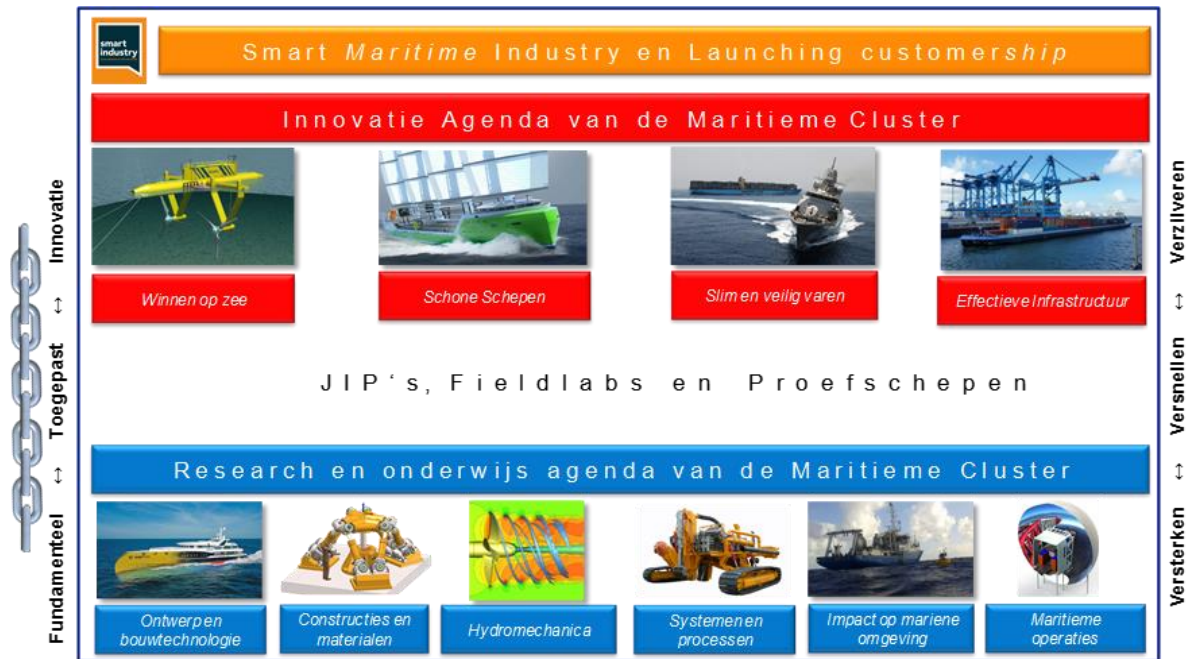 smart
industry
Smart Maritime Industry en Launching customership
Innovatie Agenda van de Maritieme Cluster
Winnen op zee
Schone Schepen
Slim en veilig varen
Effectieve Infrastructuur
JIP‘s, Fieldlabs en Proefschepen
Research en onderwijs agenda van de Maritieme Cluster
Ontwerp en
bouwtechnologie
Constructies en
materialen
Hydromechanica
Systemen en
processen
Impact op mariene
omgeving
Maritieme
operaties
Fundamenteel ↔ Toegepast ↔ Innovatie
Versterken ↔ Versnellen ↔ Verzilveren